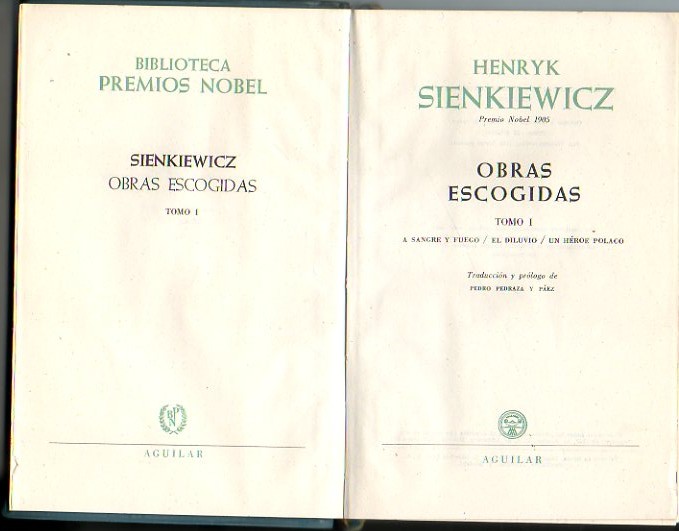 BIBLIOTECA
PREMIOS NOBEL
SIENKIEWICZ
OBRAS ESCOGIDAS
TOMO I
BPN
AGUILAR
HENRYK
SIENKIEWICZ
Premio Nobel 1905
OBRAS
ESCOGIDAS
TOMO I
A SANGRE Y FUEGO / EL DILUVIO / UN HÉROE POLACO
Traducción y prólogo de
PEDRO PEDRAZA Y PÁEZ
AGUILAR